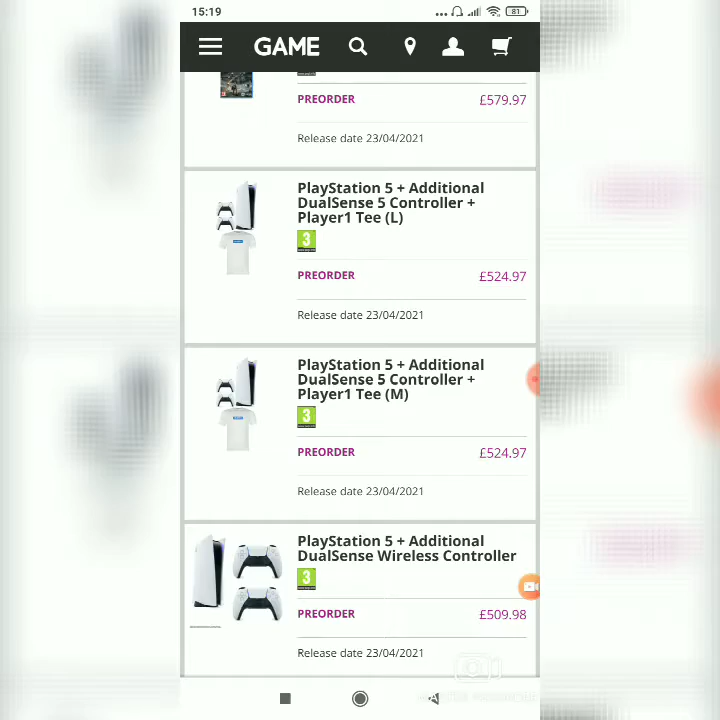 15:19
81
GAME
PREORDER £579.97
Release date 23/04/2021
PlayStation 5 + Additional
DualSense 5 Controller +
Player1 Tee (L)
3
PREORDER £524.97
Release date 23/04/2021
PlayStation 5 + Additional
DualSense 5 Controller +
Player1 Tee (M)
3
PREORDER £524.97
Release date 23/04/2021
PlayStation 5 + Additional
DualSense Wireless Controller
3
PREORDER £509.98
Release date 23/04/2021